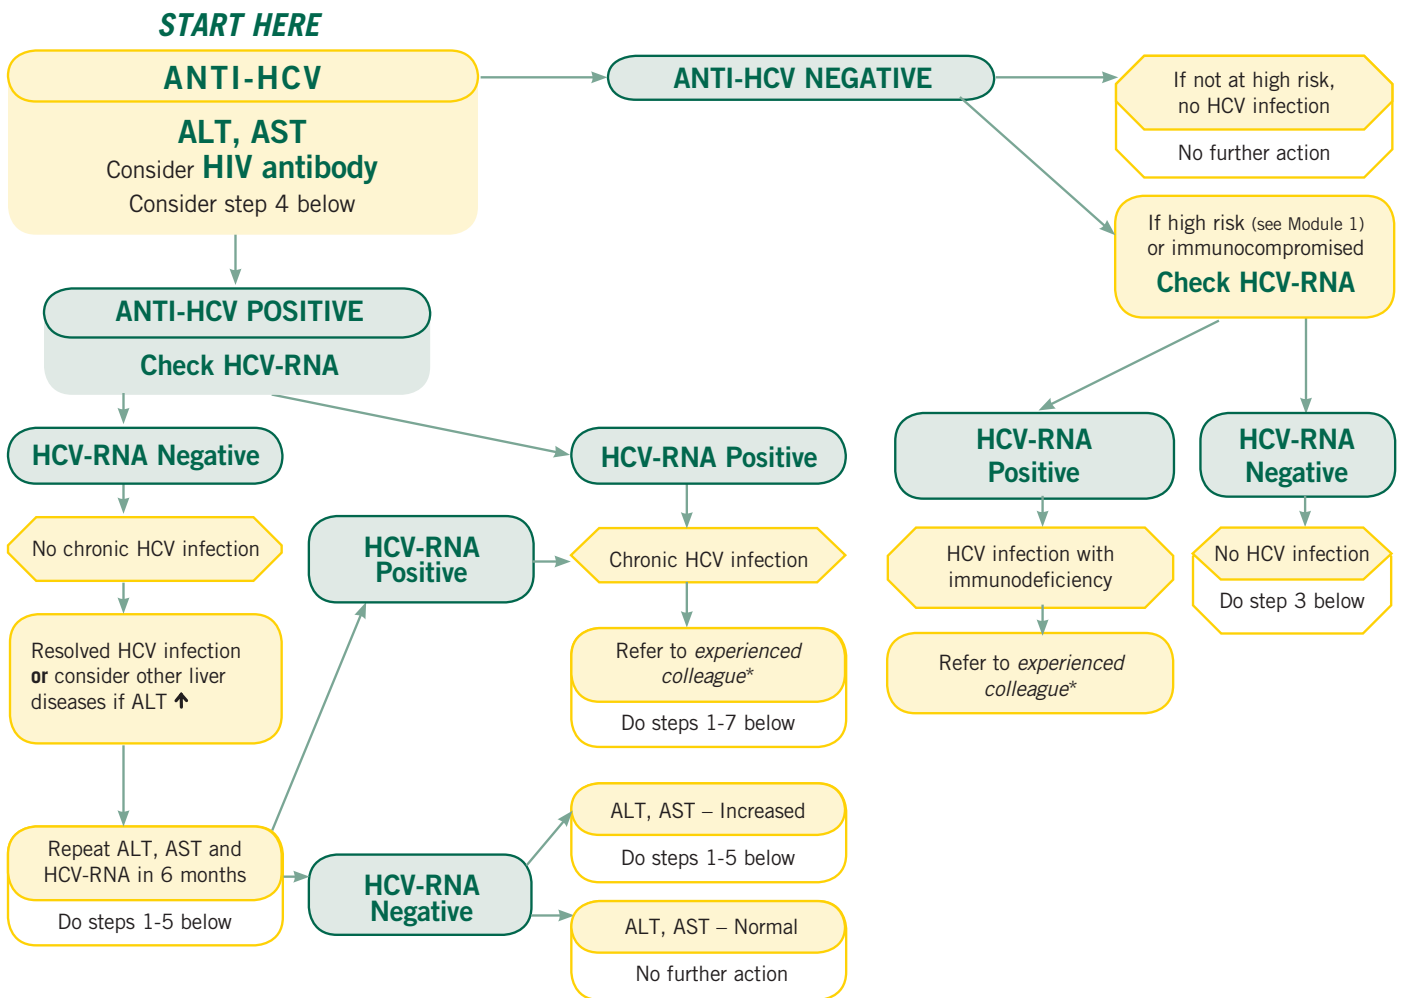 START HERE
ANTI-HCV
ALT, AST
Consider HIV antibody
Consider step 4 below
ANTI-HCV NEGATIVE
If not at high risk,
no HCV infection
No further action
If high risk (see Module 1)
or immunocompromised
Check HCV-RNA
ANTI-HCV POSITIVE
Check HCV-RNA
HCV-RNA Negative
HCV-RNA Positive
HCV-RNA
Positive
HCV-RNA
Negative
No chronic HCV infection
HCV-RNA
Positive
Chronic HCV infection
HCV infection with
immunodeficiency
No HCV infection
Do step 3 below
Resolved HCV infection
or consider other liver
diseases if ALT ↑
Refer to experienced
colleague*
Do steps 1-7 below
Refer to experienced
colleague*
Repeat ALT, AST and
HCV-RNA in 6 months
Do steps 1-5 below
HCV-RNA
Negative
ALT, AST – Increased
Do steps 1-5 below
ALT, AST – Normal
No further action